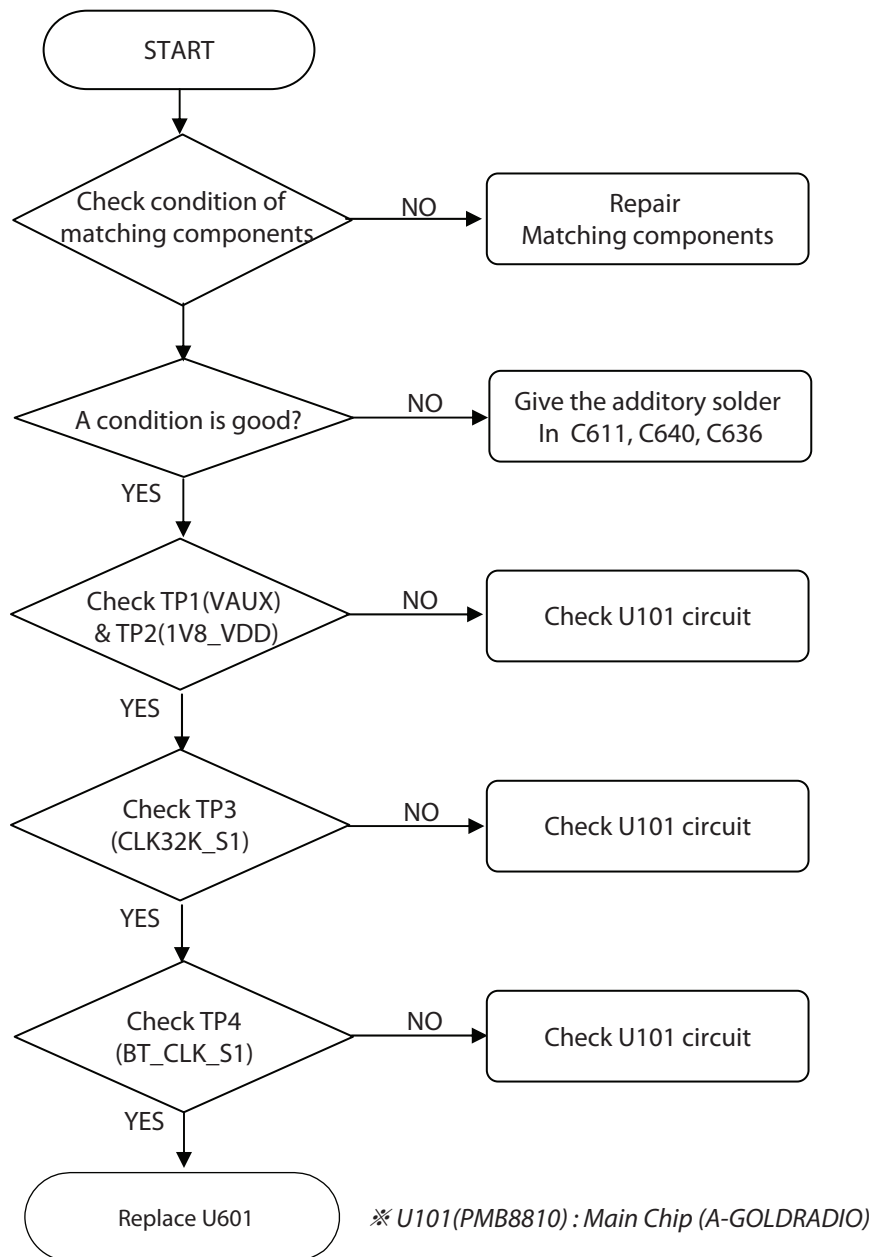 START
Check condition of
matching components
NO
Repair
Matching components
A condition is good?
NO
Give the additory solder
In C611, C640, C636
YES
Check TP1(VAUX)
& TP2(1V8_VDD)
NO
Check U101 circuit
YES
Check TP3
(CLK32K_S1)
NO
Check U101 circuit
YES
Check TP4
(BT_CLK_S1)
NO
Check U101 circuit
YES
Replace U601
※ U101(PMB8810) : Main Chip (A-GOLDRADIO)